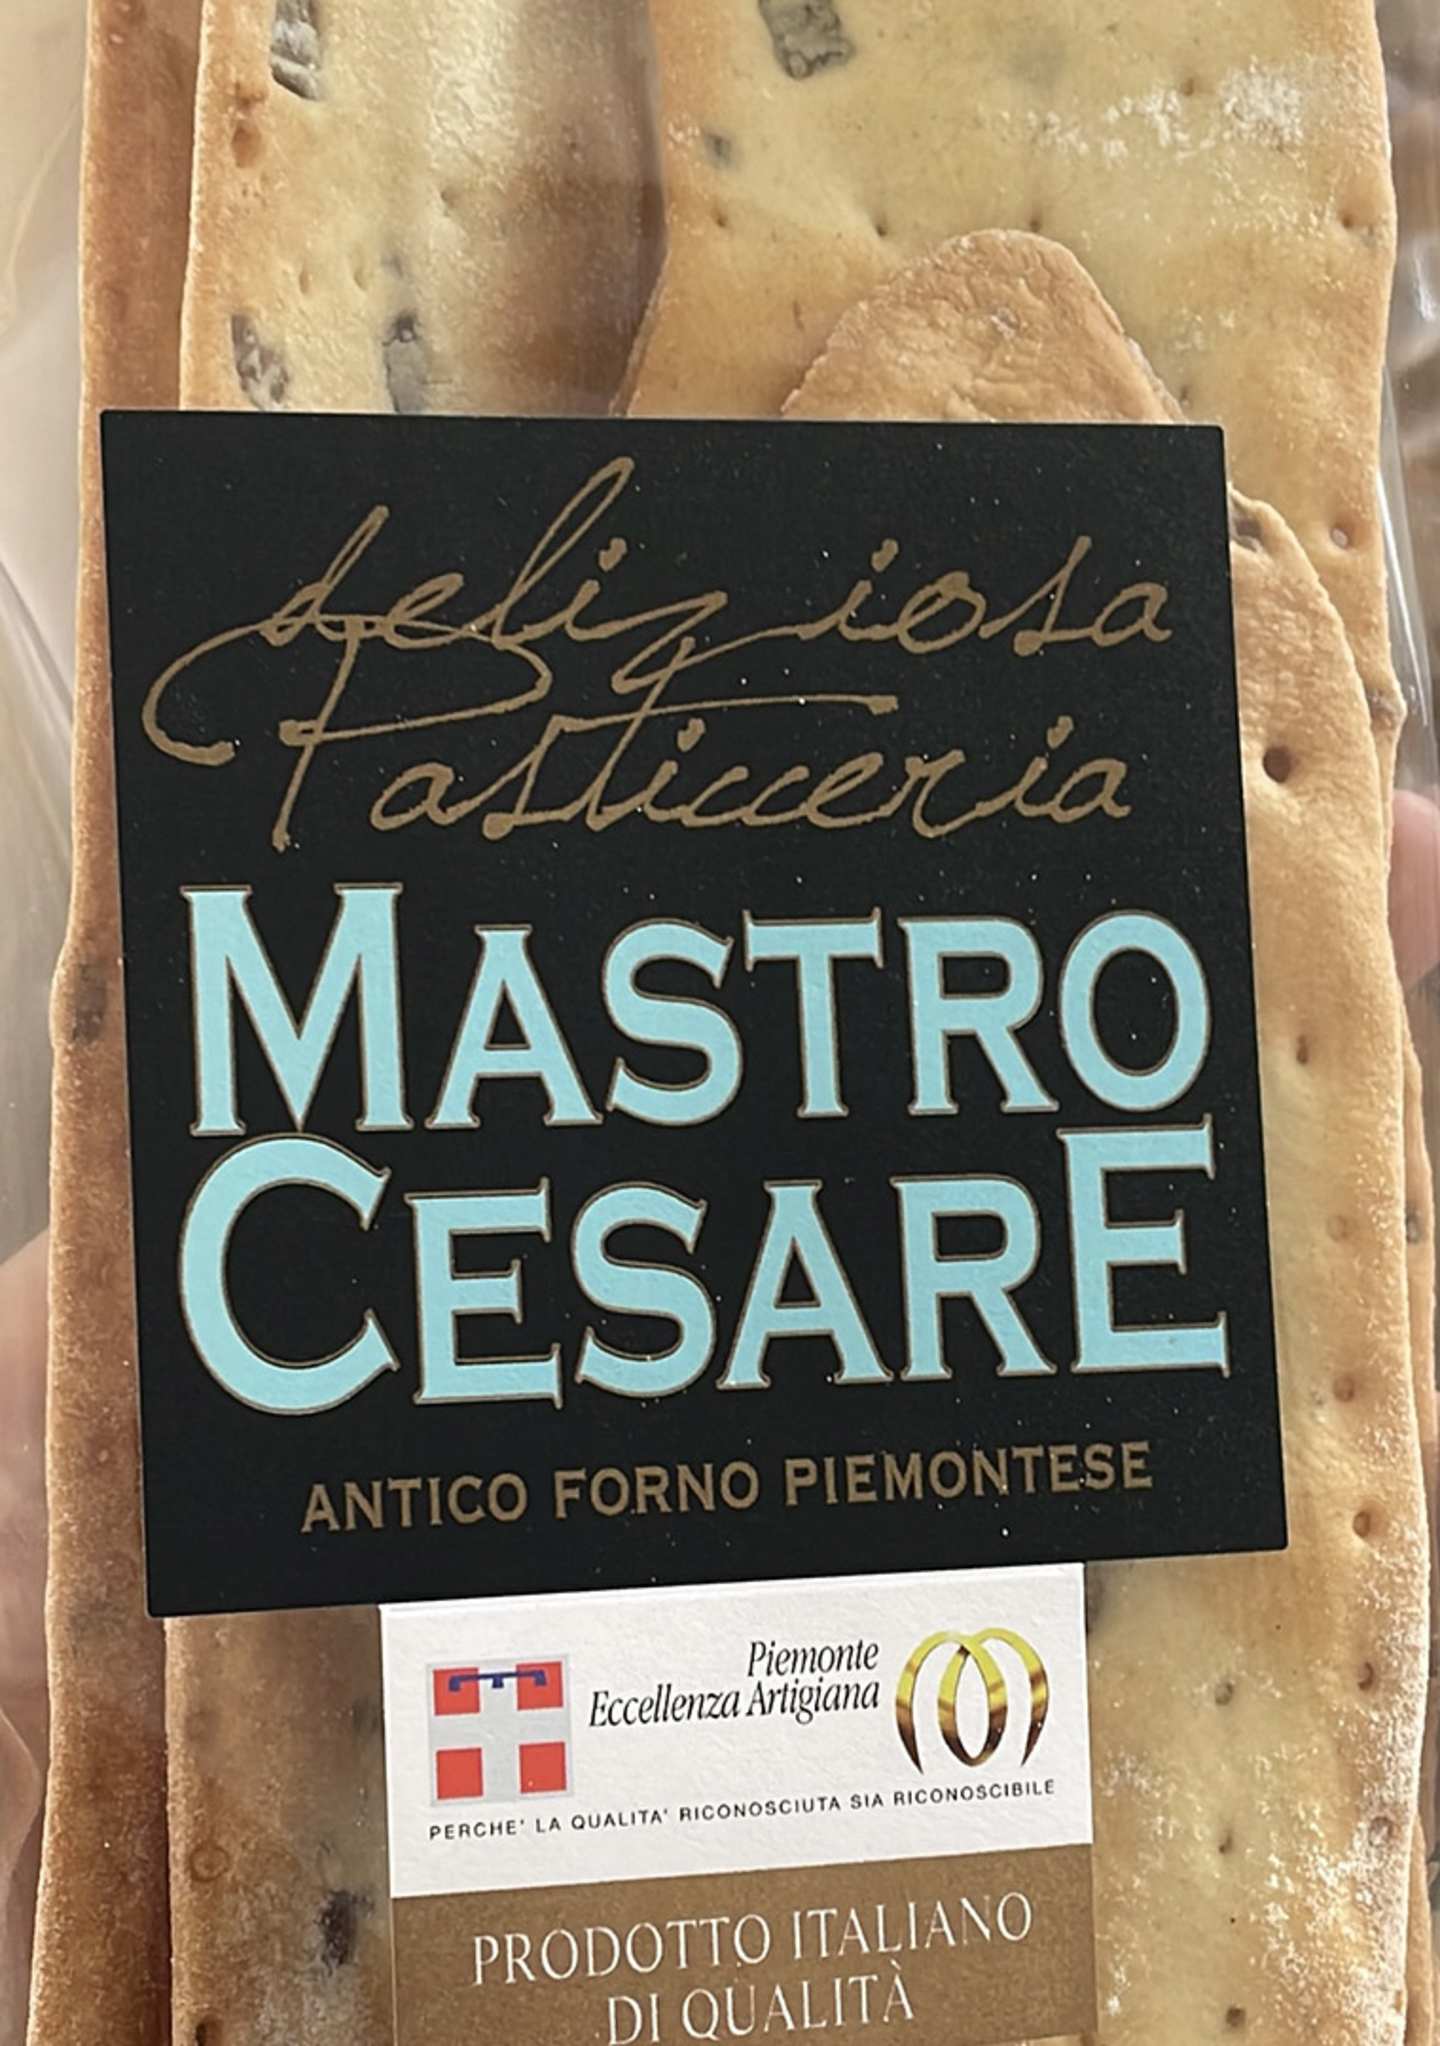 deliziosa
Pasticceria
MASTRO
CESARE
ANTICO FORNO PIEMONTESE
Piemonte
Eccellenza Artigiana
PERCHE' LA QUALITA' RICONOSCIUTA SIA RICONOSCIBILE
PRODOTTO ITALIANO
DI QUALITÀ